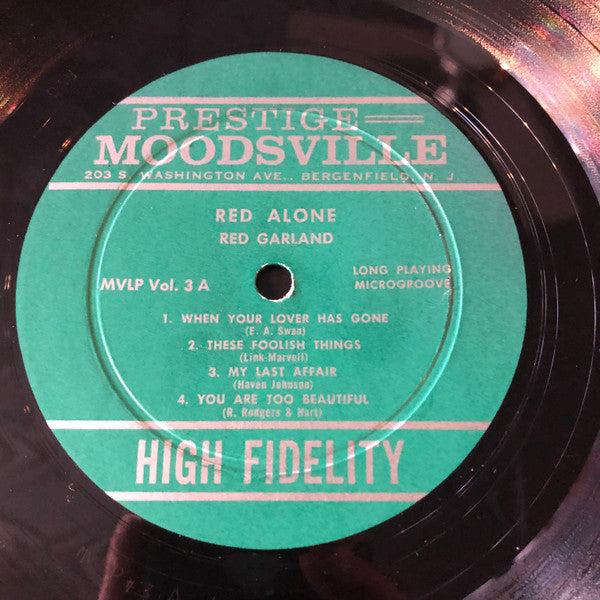 PRESTIGE
MOODSVILLE
203 S. WASHINGTON AVE., BERGENFIELD, N. J.
RED ALONE
RED GARLAND
MVLP Vol. 3 A
LONG PLAYING
MICROGROOVE
1. WHEN YOUR LOVER HAS GONE
(E. A. Swan)
2. THESE FOOLISH THINGS
(Link-Marvell)
3. MY LAST AFFAIR
(Haven Johnson)
4. YOU ARE TOO BEAUTIFUL
(R. Rodgers & Hart)
HIGH FIDELITY